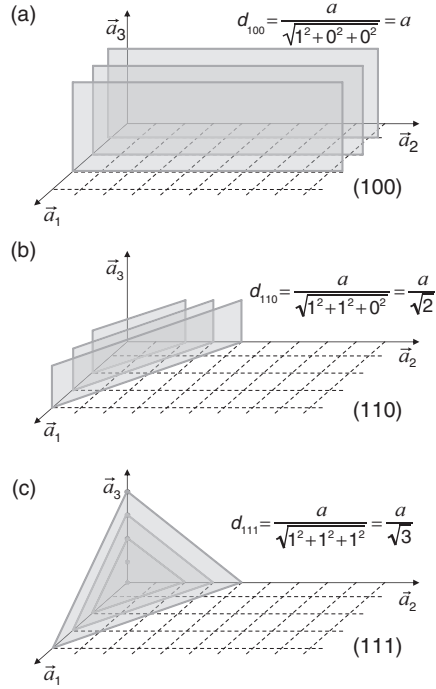 (a)
a⃗₃
d₁₀₀ = a / √(1² + 0² + 0²) = a
a⃗₂
(100)
a⃗₁
(b)
a⃗₃
d₁₁₀ = a / √(1² + 1² + 0²) = a / √2
a⃗₂
(110)
a⃗₁
(c)
a⃗₃
d₁₁₁ = a / √(1² + 1² + 1²) = a / √3
a⃗₂
(111)
a⃗₁